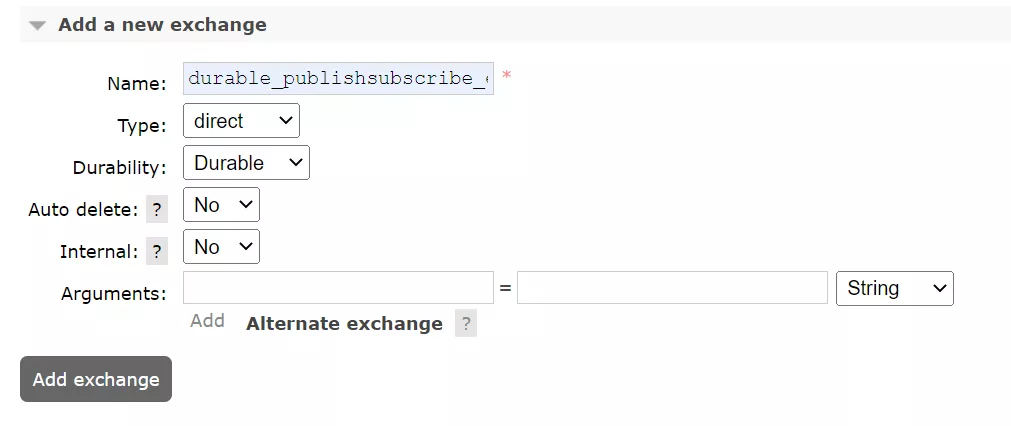 Add a new exchange
Name: durable_publishsubscribe_ *
Type: direct
Durability: Durable
Auto delete: ? No
Internal: ? No
Arguments: = String
Add Alternate exchange ?
Add exchange